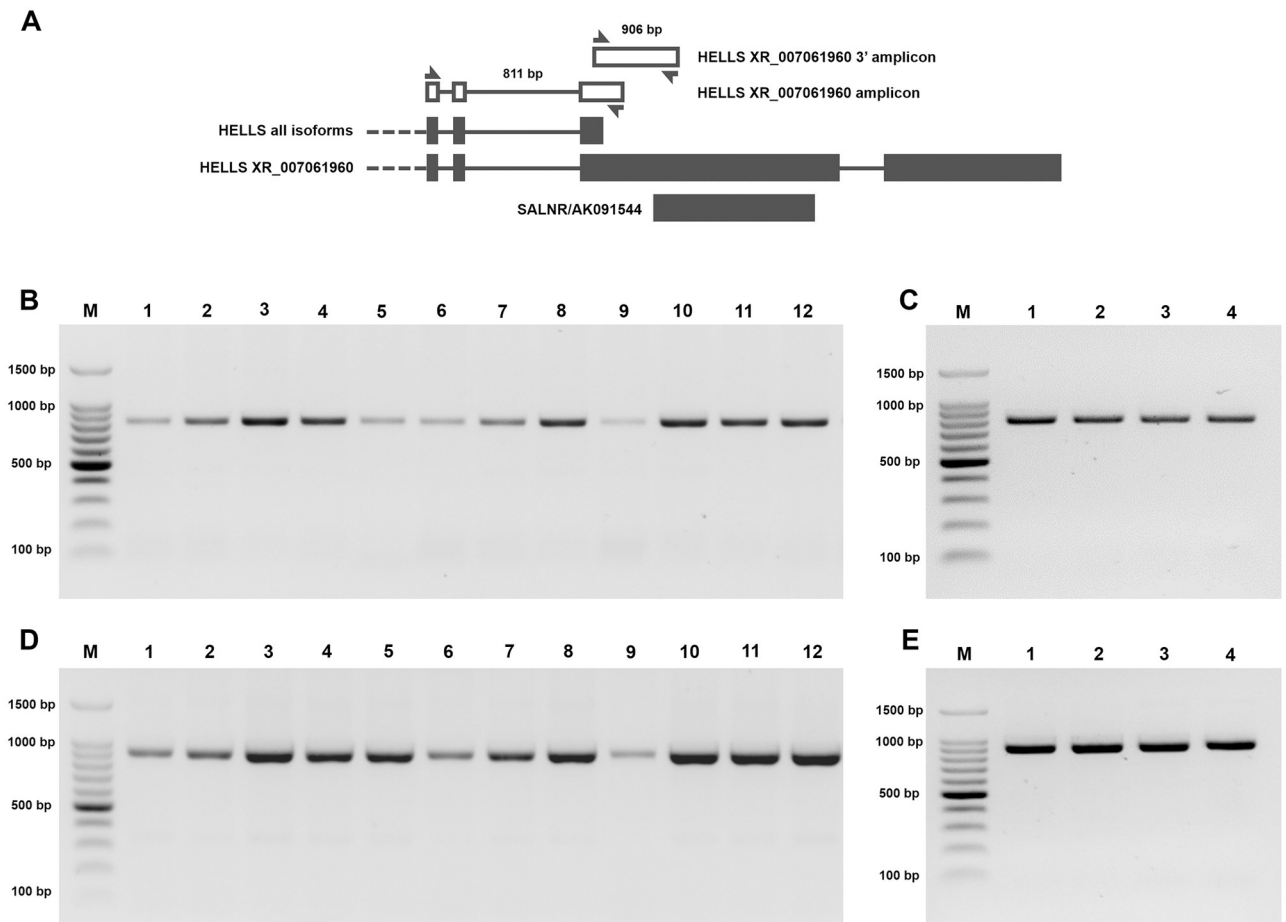 A
906 bp
HELLS XR_007061960 3' amplicon
811 bp
HELLS XR_007061960 amplicon
HELLS all isoforms
HELLS XR_007061960
SALNR/AK091544
B
M 1 2 3 4 5 6 7 8 9 10 11 12
1500 bp
1000 bp
500 bp
100 bp
C
M 1 2 3 4
1500 bp
1000 bp
500 bp
100 bp
D
M 1 2 3 4 5 6 7 8 9 10 11 12
1500 bp
1000 bp
500 bp
100 bp
E
M 1 2 3 4
1500 bp
1000 bp
500 bp
100 bp